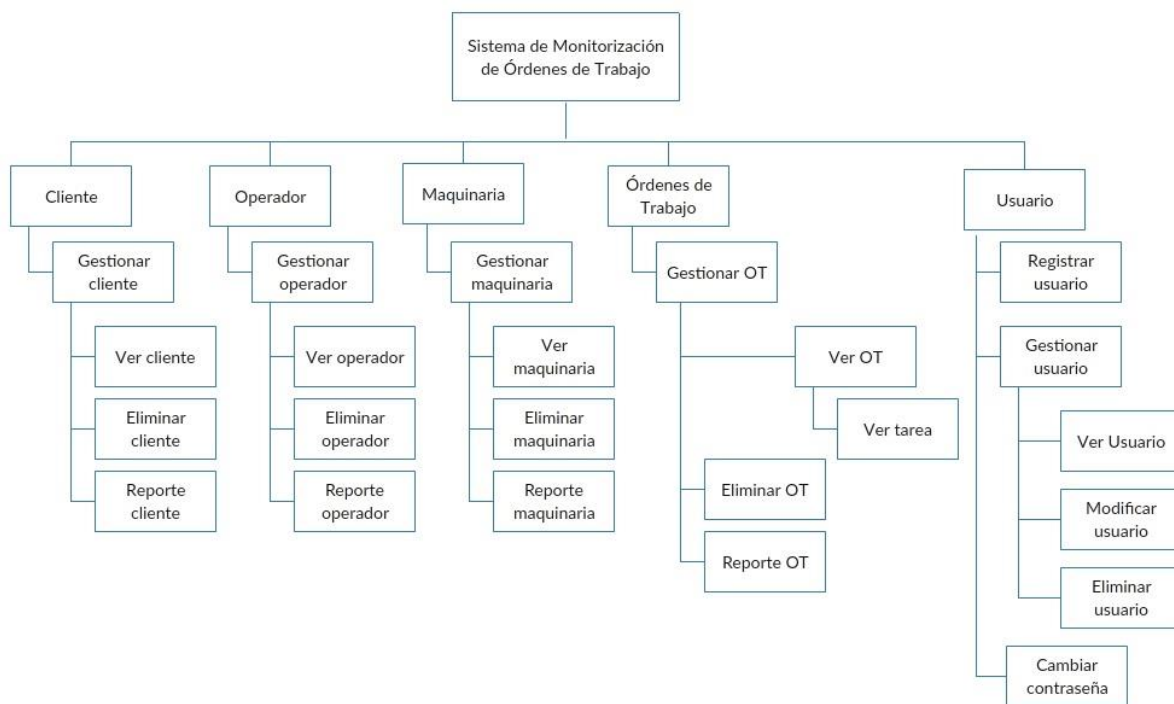 Sistema de Monitorización
de Órdenes de Trabajo
Cliente
Operador
Maquinaria
Órdenes de
Trabajo
Usuario
Gestionar
cliente
Gestionar
operador
Gestionar
maquinaria
Gestionar OT
Registrar
usuario
Ver cliente
Ver operador
Ver
maquinaria
Ver OT
Gestionar
usuario
Eliminar
cliente
Eliminar
operador
Eliminar
maquinaria
Ver tarea
Ver Usuario
Reporte
cliente
Reporte
operador
Reporte
maquinaria
Eliminar OT
Modificar
usuario
Reporte OT
Eliminar
usuario
Cambiar
contraseña